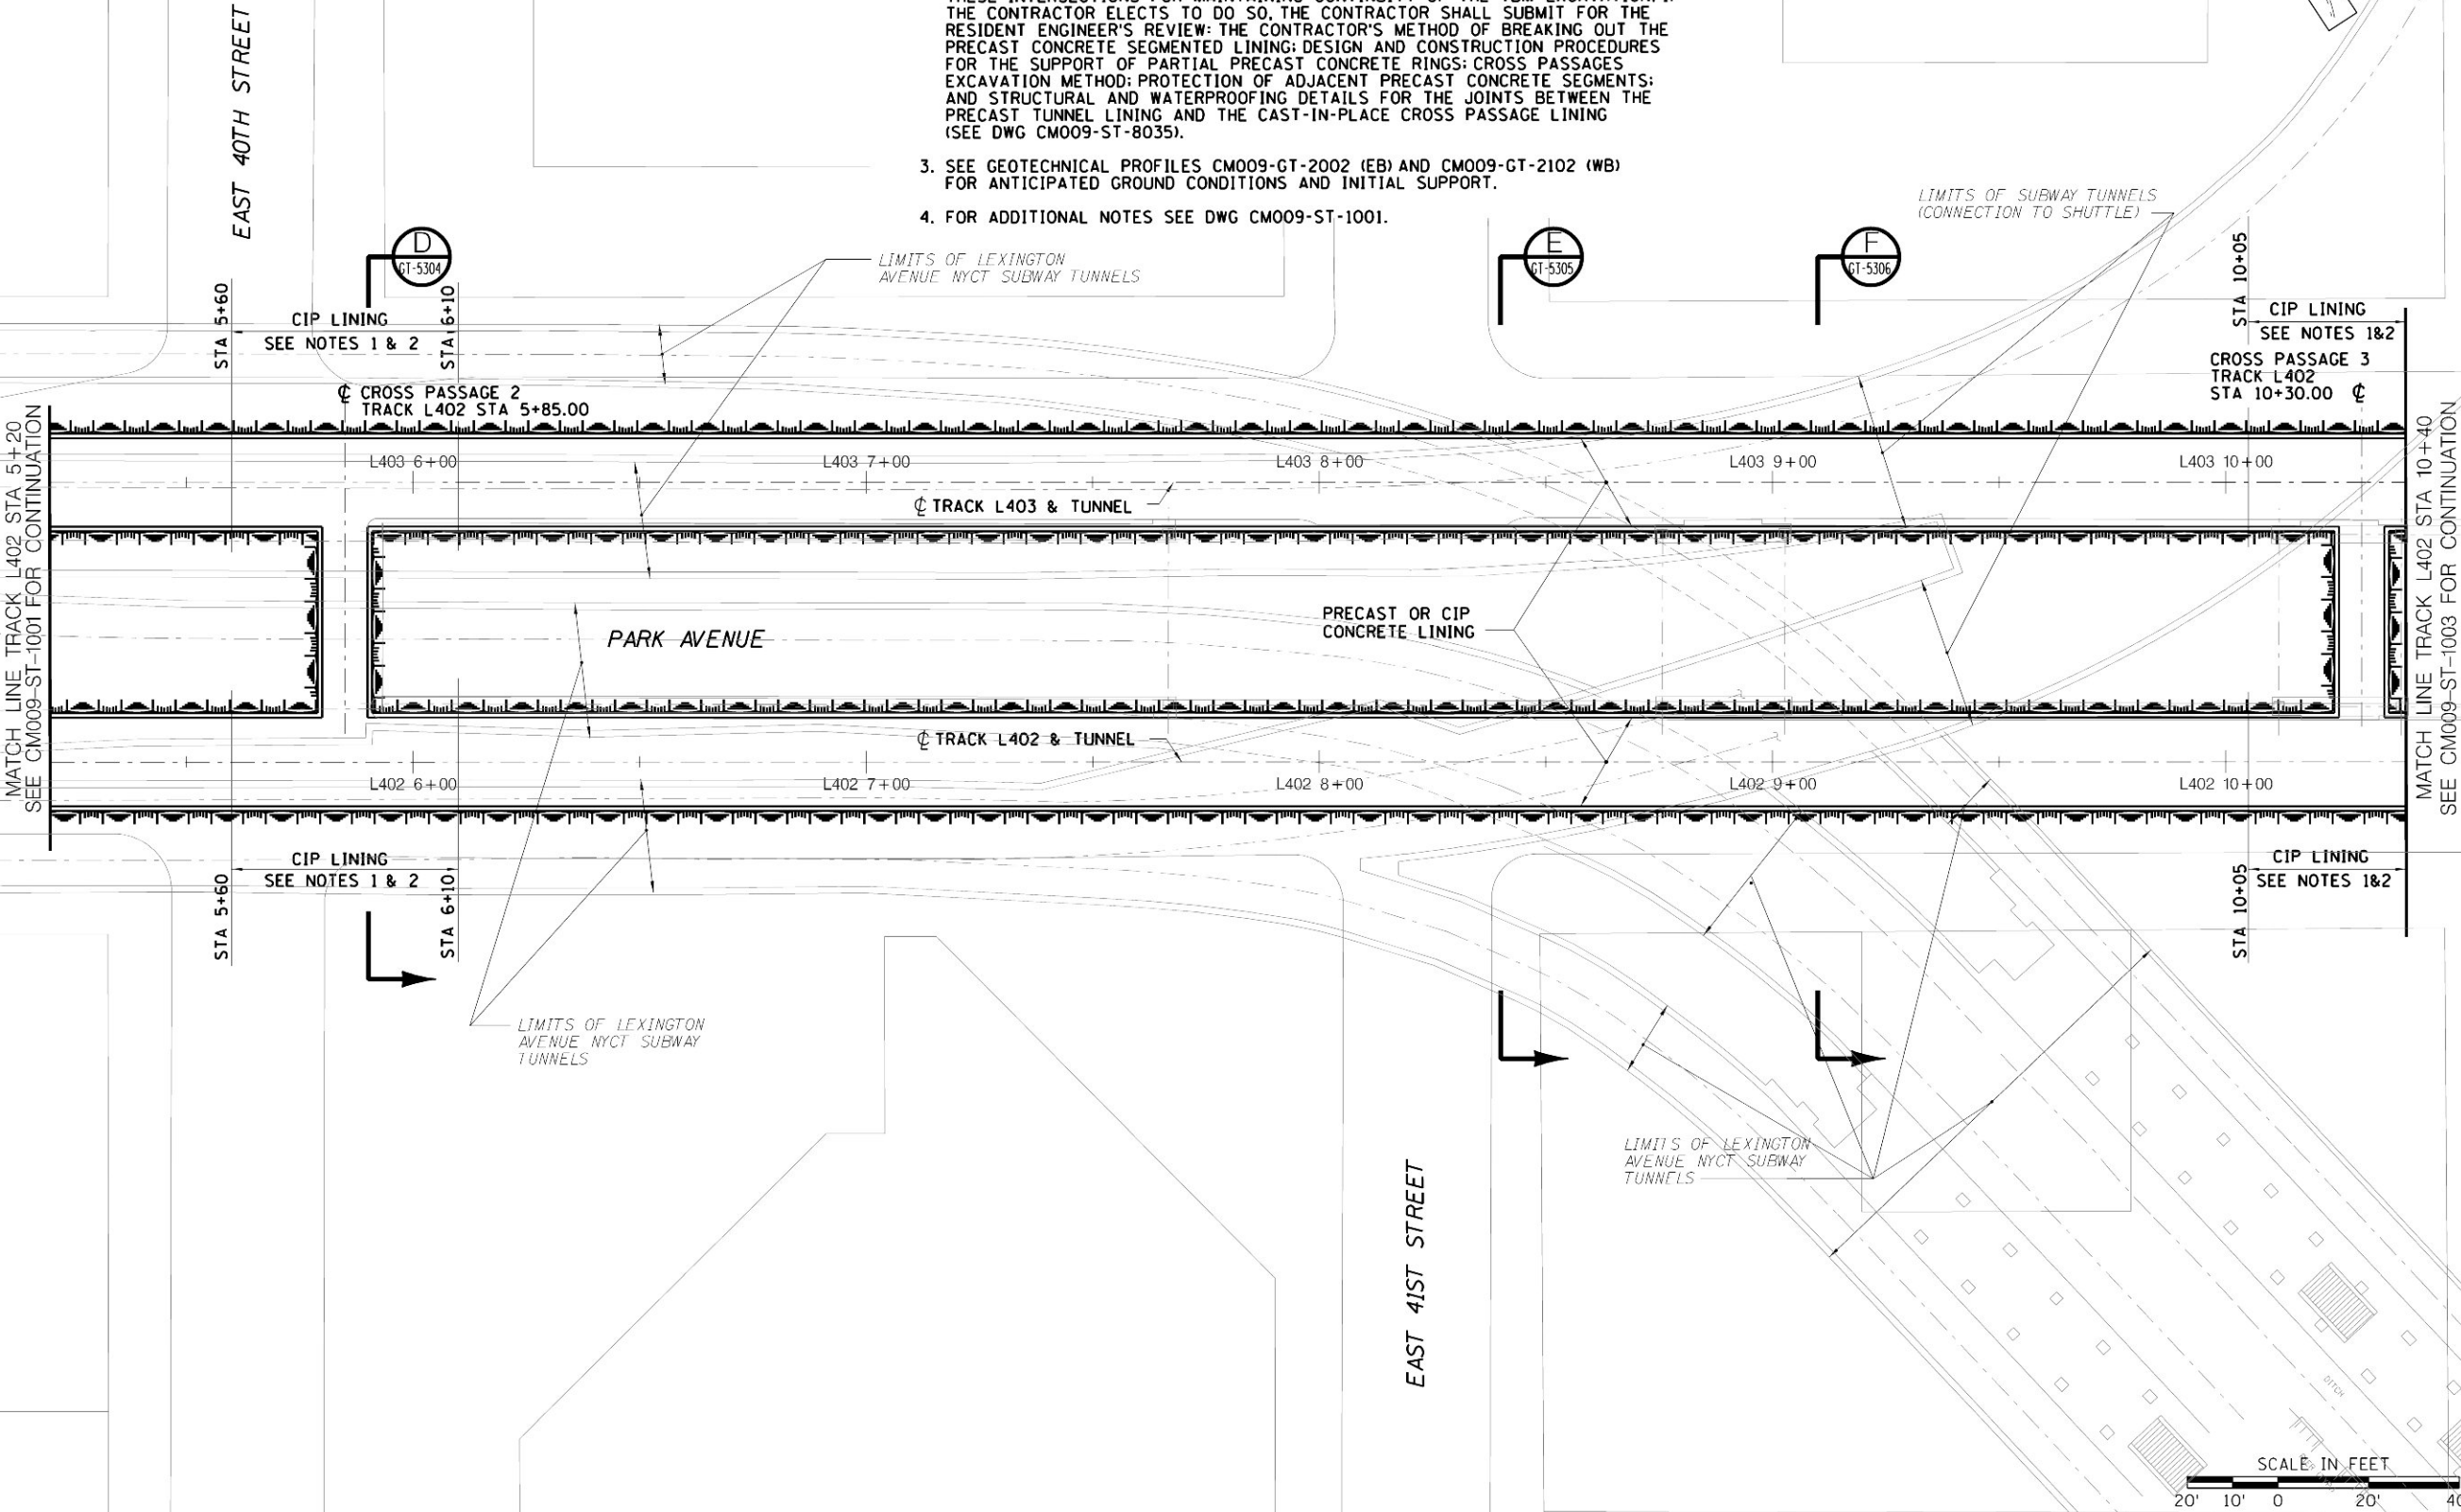 THE CONTRACTOR ELECTS TO DO SO, THE CONTRACTOR SHALL SUBMIT FOR THE
RESIDENT ENGINEER'S REVIEW: THE CONTRACTOR'S METHOD OF BREAKING OUT THE
PRECAST CONCRETE SEGMENTED LINING; DESIGN AND CONSTRUCTION PROCEDURES
FOR THE SUPPORT OF PARTIAL PRECAST CONCRETE RINGS; CROSS PASSAGES
EXCAVATION METHOD; PROTECTION OF ADJACENT PRECAST CONCRETE SEGMENTS;
AND STRUCTURAL AND WATERPROOFING DETAILS FOR THE JOINTS BETWEEN THE
PRECAST TUNNEL LINING AND THE CAST-IN-PLACE CROSS PASSAGE LINING
(SEE DWG CM009-ST-8035).
3. SEE GEOTECHNICAL PROFILES CM009-GT-2002 (EB) AND CM009-GT-2102 (WB)
FOR ANTICIPATED GROUND CONDITIONS AND INITIAL SUPPORT.
4. FOR ADDITIONAL NOTES SEE DWG CM009-ST-1001.
EAST 40TH STREET
D
GT-5304
E
GT-5305
F
GT-5306
LIMITS OF LEXINGTON
AVENUE NYCT SUBWAY TUNNELS
LIMITS OF SUBWAY TUNNELS
(CONNECTION TO SHUTTLE)
STA 5+60
STA 6+10
STA 10+05
CIP LINING
SEE NOTES 1 & 2
CIP LINING
SEE NOTES 1&2
℄ CROSS PASSAGE 2
TRACK L402 STA 5+85.00
CROSS PASSAGE 3
TRACK L402
STA 10+30.00 ℄
MATCH LINE TRACK L402 STA 5+20
SEE CM009-ST-1001 FOR CONTINUATION
MATCH LINE TRACK L402 STA 10+40
SEE CM009-ST-1003 FOR CONTINUATION
L403 6+00
L403 7+00
L403 8+00
L403 9+00
L403 10+00
℄ TRACK L403 & TUNNEL
PARK AVENUE
PRECAST OR CIP
CONCRETE LINING
℄ TRACK L402 & TUNNEL
L402 6+00
L402 7+00
L402 8+00
L402 9+00
L402 10+00
CIP LINING
SEE NOTES 1 & 2
CIP LINING
SEE NOTES 1&2
STA 5+60
STA 6+10
STA 10+05
LIMITS OF LEXINGTON
AVENUE NYCT SUBWAY
TUNNELS
LIMITS OF LEXINGTON
AVENUE NYCT SUBWAY
TUNNELS
EAST 41ST STREET
DITCH
SCALE IN FEET
20' 10' 0 20'